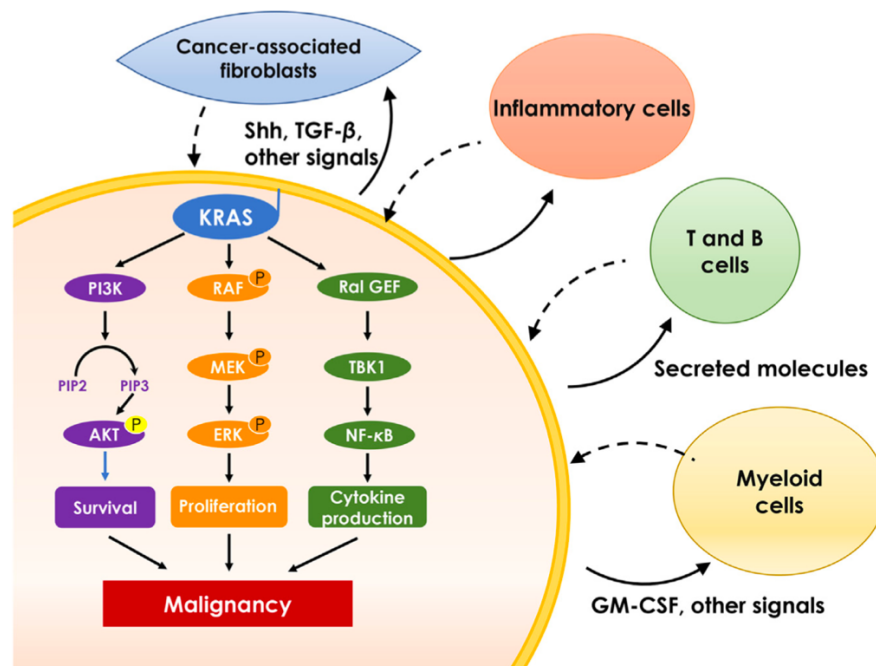 Cancer-associated
fibroblasts
Shh, TGF-β,
other signals
Inflammatory cells
T and B
cells
Secreted molecules
Myeloid
cells
GM-CSF, other signals
KRAS
PI3K
RAF P
Ral GEF
PIP2
PIP3
MEK P
TBK1
AKT P
ERK P
NF-κB
Survival
Proliferation
Cytokine
production
Malignancy